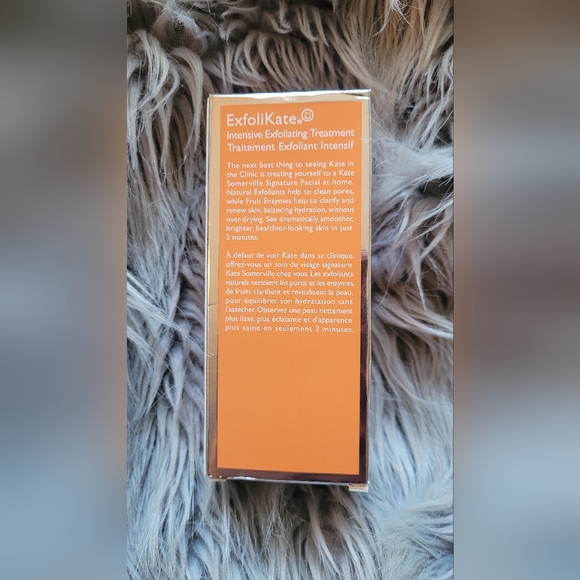 ExfoliKate®
Intensive Exfoliating Treatment
Traitement Exfoliant Intensif
The next best thing to seeing Kate in
the Clinic is treating yourself to a Kate
Somerville Signature Facial at home.
Natural Exfoliants help to clean pores,
while Fruit Enzymes help to clarify and
renew skin, balancing hydration, without
over-drying. See dramatically smoother,
brighter, healthier-looking skin in just
2 minutes.
À défaut de voir Kate dans sa clinique,
offrez-vous un soin du visage signature
Kate Somerville chez vous. Les exfoliants
naturels nettoient les pores et les enzymes
de fruits clarifient et revitalisent la peau,
pour équilibrer son hydratation sans
l'assécher. Observez une peau nettement
plus lisse, plus éclatante et d'apparence
plus saine en seulement 2 minutes.